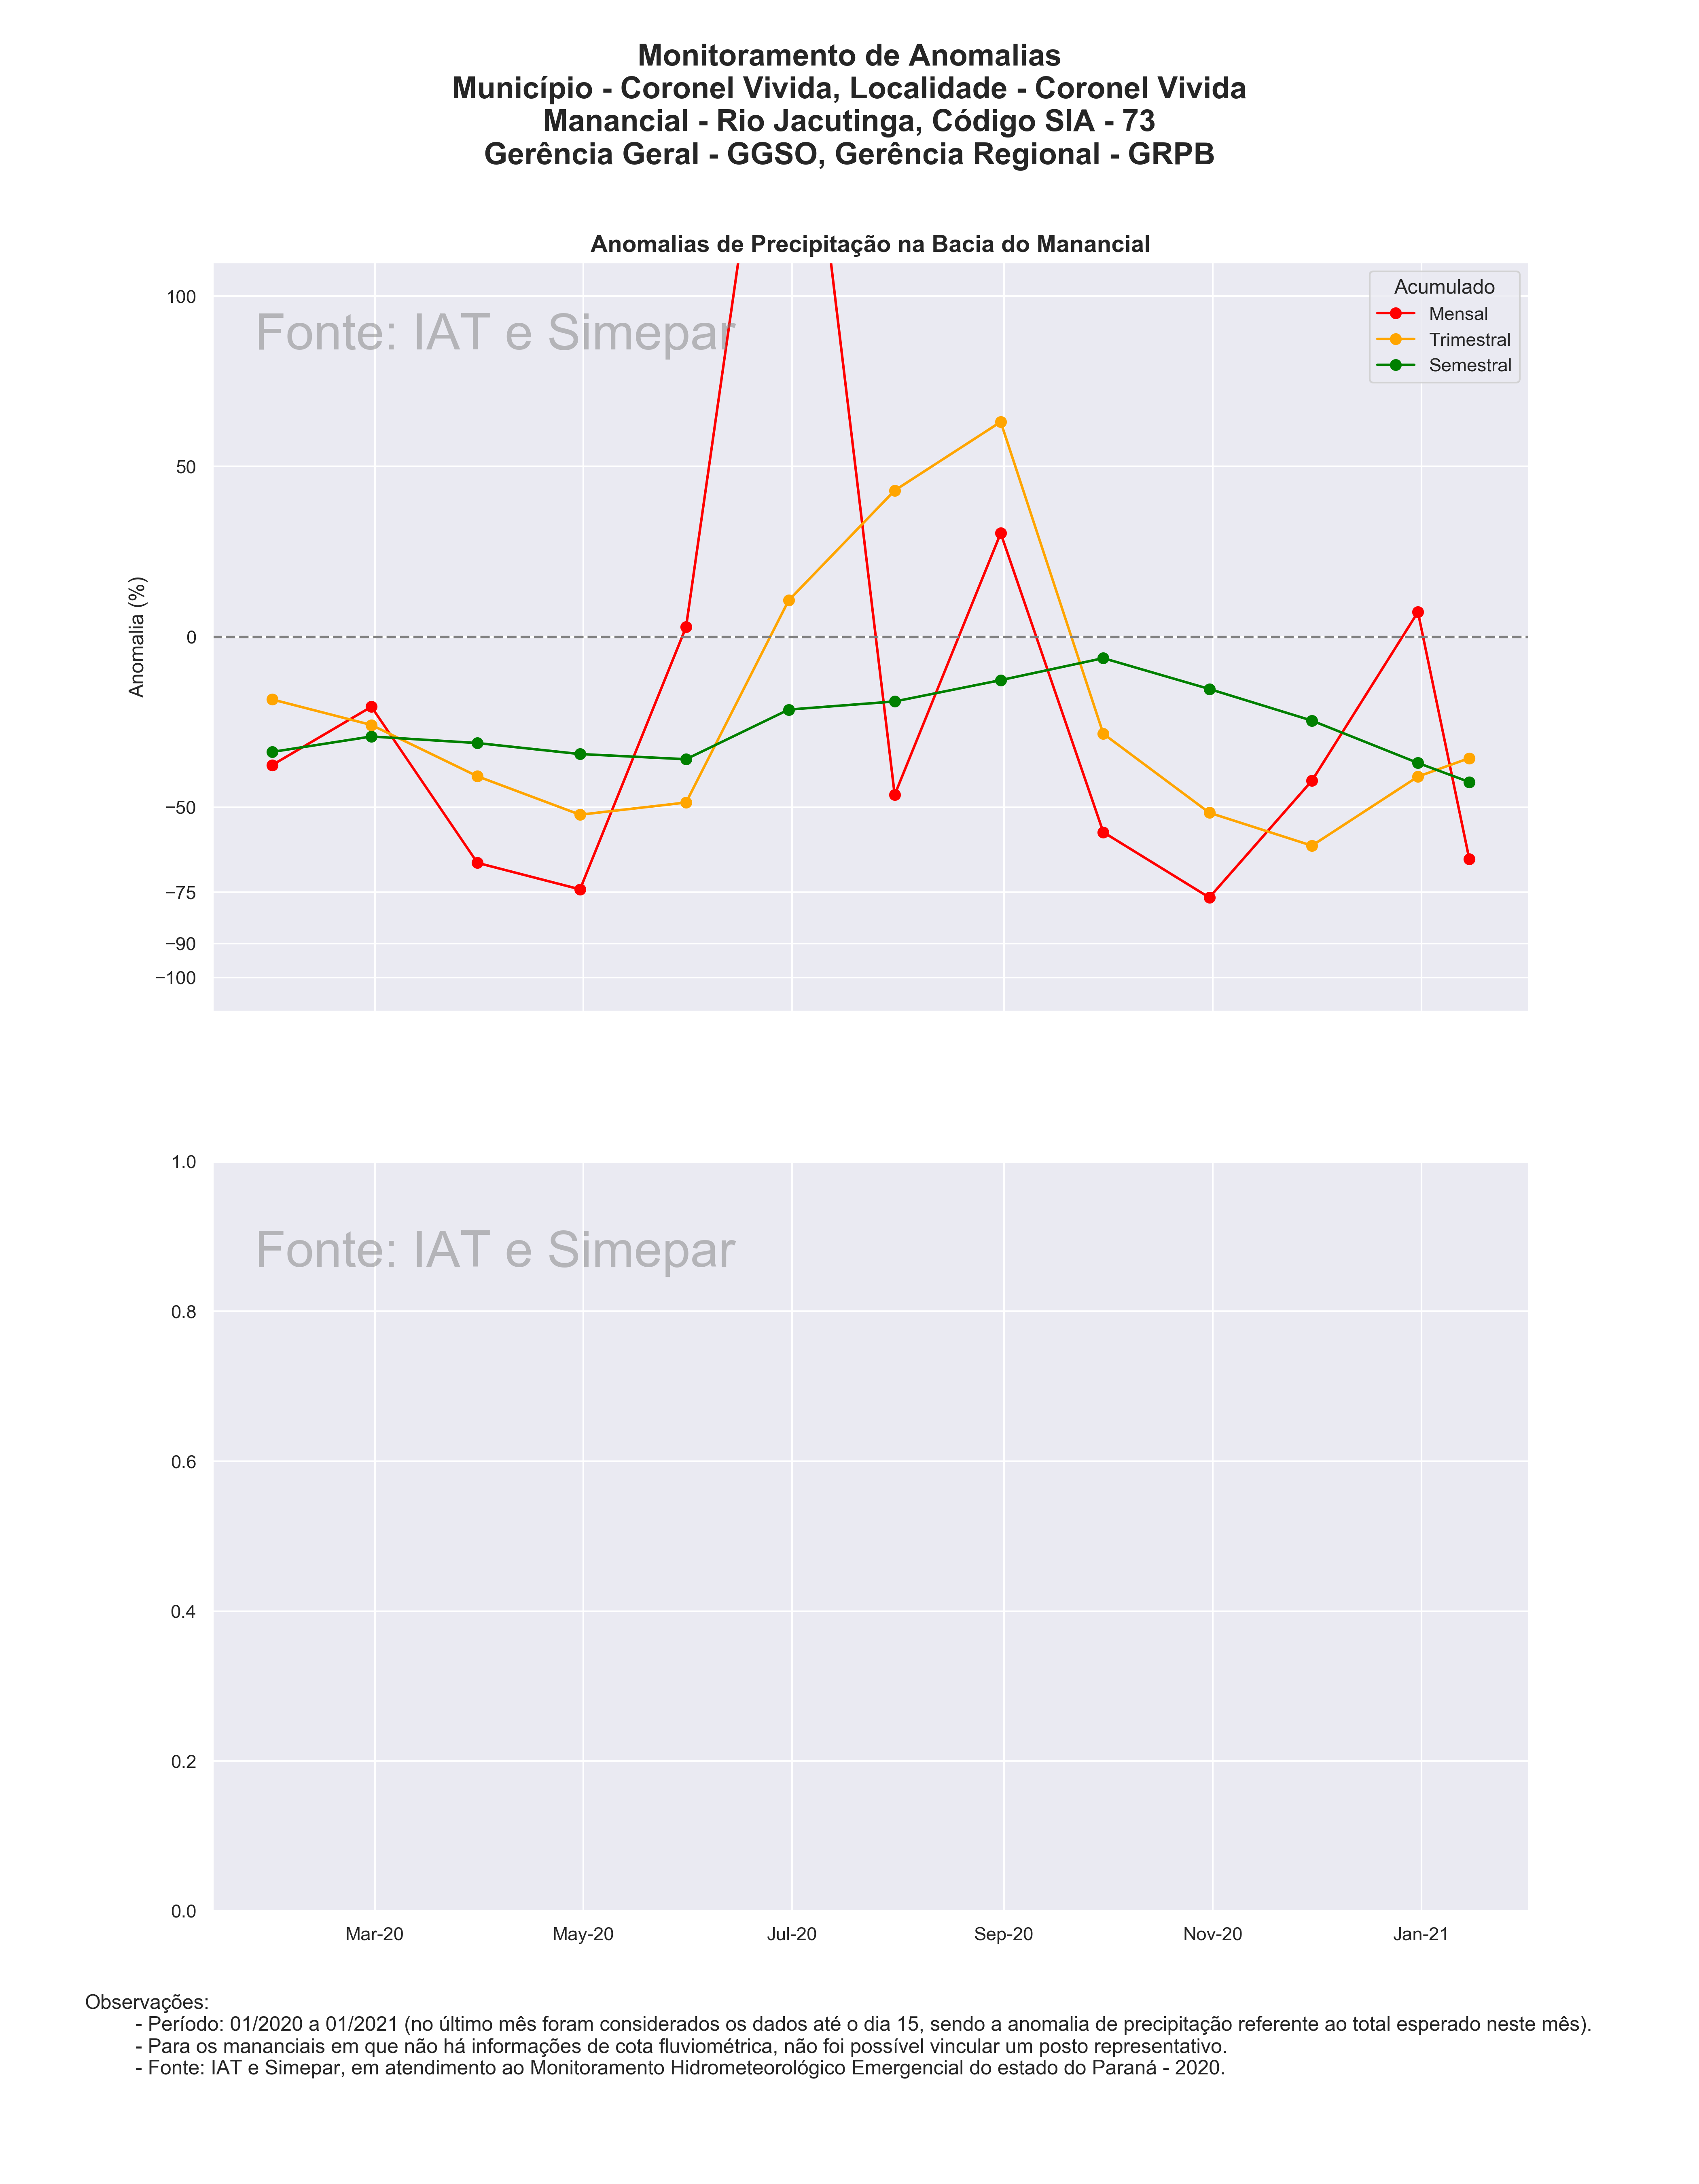 Monitoramento de Anomalias
Município - Coronel Vivida, Localidade - Coronel Vivida
Manancial - Rio Jacutinga, Código SIA - 73
Gerência Geral - GGSO, Gerência Regional - GRPB
Anomalias de Precipitação na Bacia do Manancial
Fonte: IAT e Simepar
Acumulado
Mensal
Trimestral
Semestral
Anomalia (%)
100
50
0
−50
−75
−90
−100
Fonte: IAT e Simepar
1.0
0.8
0.6
0.4
0.2
0.0
Mar-20 May-20 Jul-20 Sep-20 Nov-20 Jan-21
Observações:
- Período: 01/2020 a 01/2021 (no último mês foram considerados os dados até o dia 15, sendo a anomalia de precipitação referente ao total esperado neste mês).
- Para os mananciais em que não há informações de cota fluviométrica, não foi possível vincular um posto representativo.
- Fonte: IAT e Simepar, em atendimento ao Monitoramento Hidrometeorológico Emergencial do estado do Paraná - 2020.